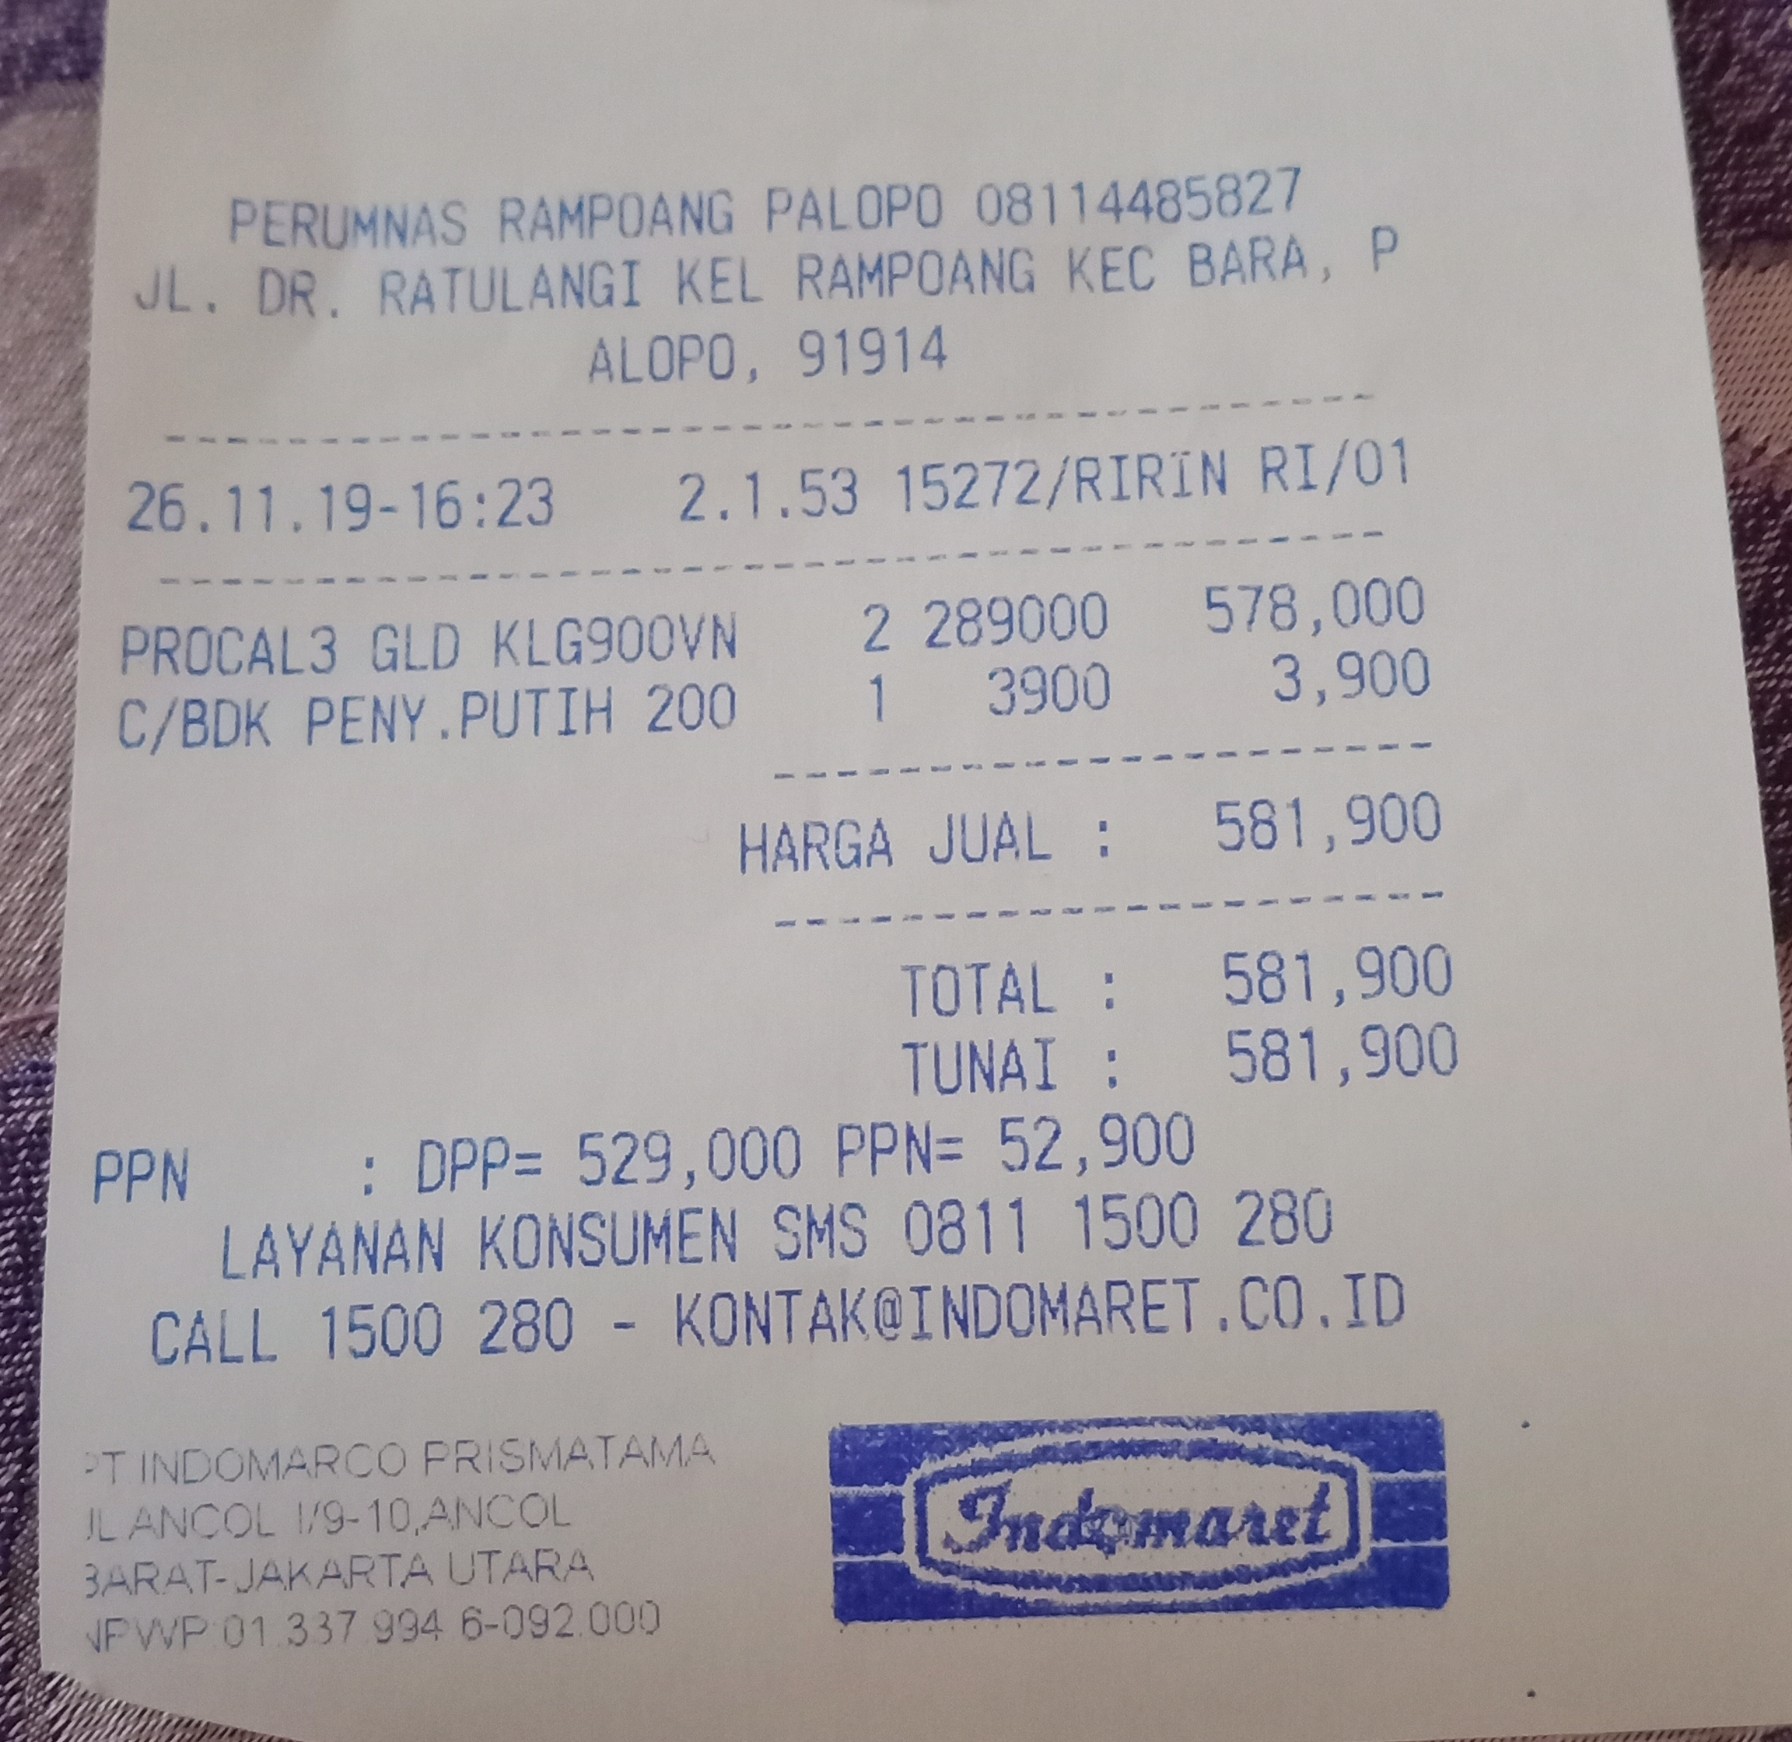 PERUMNAS RAMPOANG PALOPO 08114485827
JL. DR. RATULANGI KEL RAMPOANG KEC BARA, P
ALOPO, 91914
26.11.19-16:23 2.1.53 15272/RIRIN RI/01
PROCAL3 GLD KLG900VN 2 289000 578,000
C/BDK PENY.PUTIH 200 1 3900 3,900
HARGA JUAL : 581,900
TOTAL : 581,900
TUNAI : 581,900
PPN : DPP= 529,000 PPN= 52,900
LAYANAN KONSUMEN SMS 0811 1500 280
CALL 1500 280 - KONTAK@INDOMARET.CO.ID
PT INDOMARCO PRISMATAMA
JL ANCOL I/9-10,ANCOL
BARAT-JAKARTA UTARA
NPWP 01 337 994 6-092.000
Indomaret